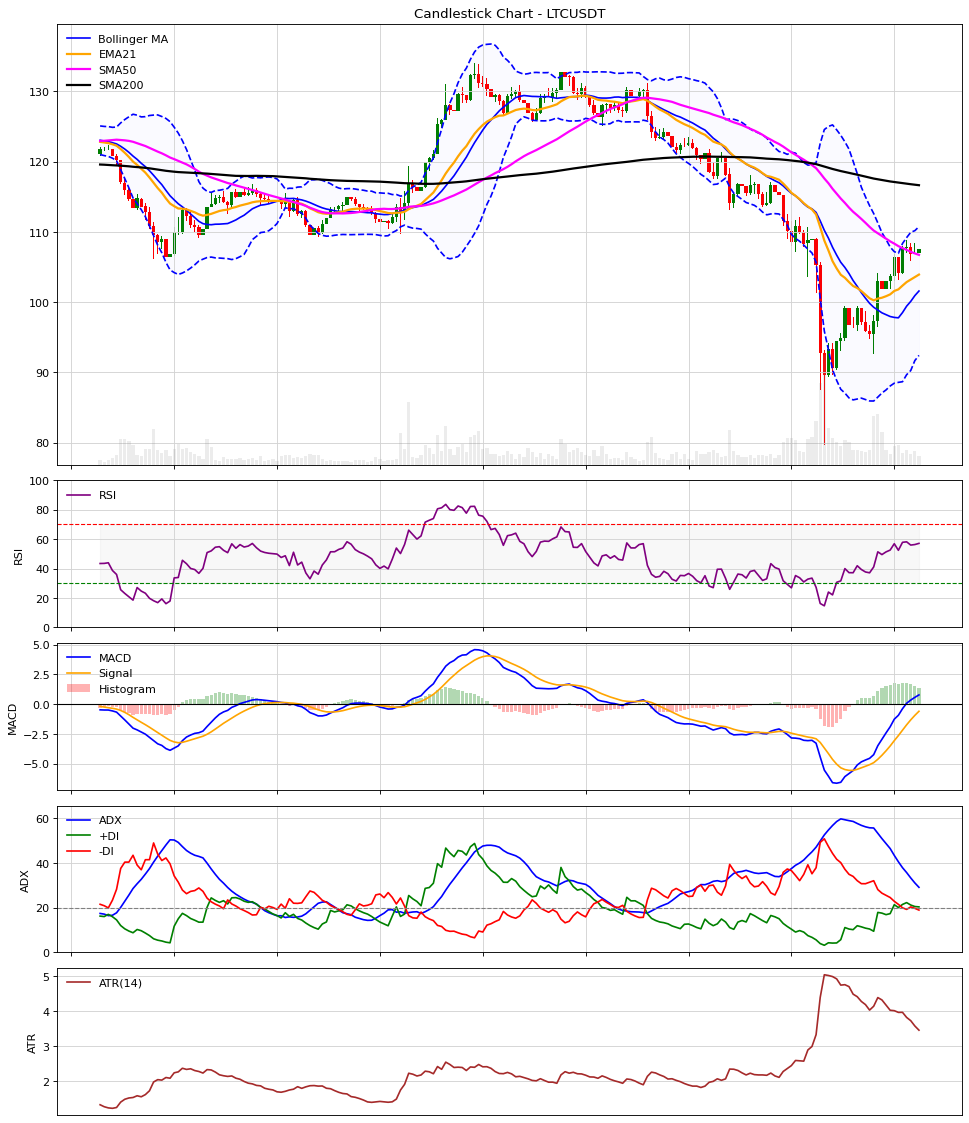 Candlestick Chart - LTCUSDT
Bollinger MA
EMA21
SMA50
SMA200
130
120
110
100
90
80
RSI
100
80
60
40
20
0
RSI
MACD
Signal
Histogram
5.0
2.5
0.0
−2.5
−5.0
MACD
ADX
+DI
-DI
60
40
20
0
ADX
ATR(14)
5
4
3
2
ATR